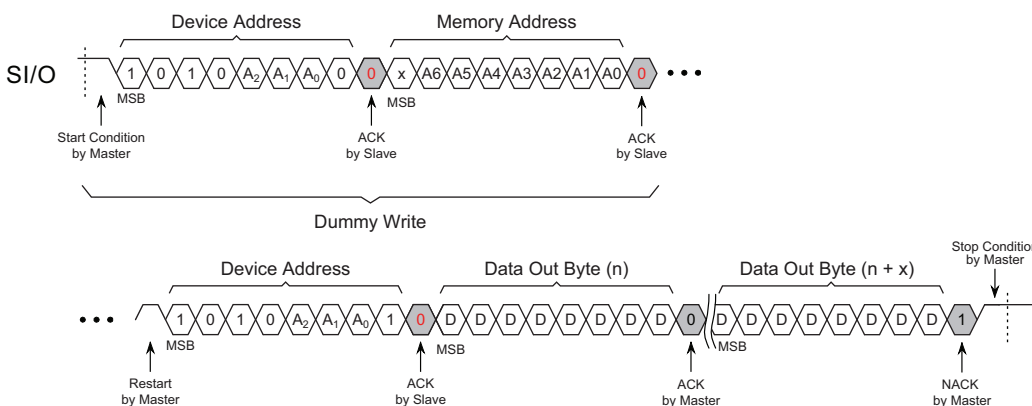 Device Address Memory Address
SI/O 1 0 1 0 A₂ A₁ A₀ 0 0 x A6 A5 A4 A3 A2 A1 A0 0 •••
MSB MSB
Start Condition by Master
ACK by Slave
ACK by Slave
Dummy Write
Stop Condition by Master
Device Address Data Out Byte (n) Data Out Byte (n + x)
••• 1 0 1 0 A₂ A₁ A₀ 1 0 D D D D D D D D 0 D D D D D D D D 1
MSB MSB MSB
Restart by Master
ACK by Slave
ACK by Master
NACK by Master